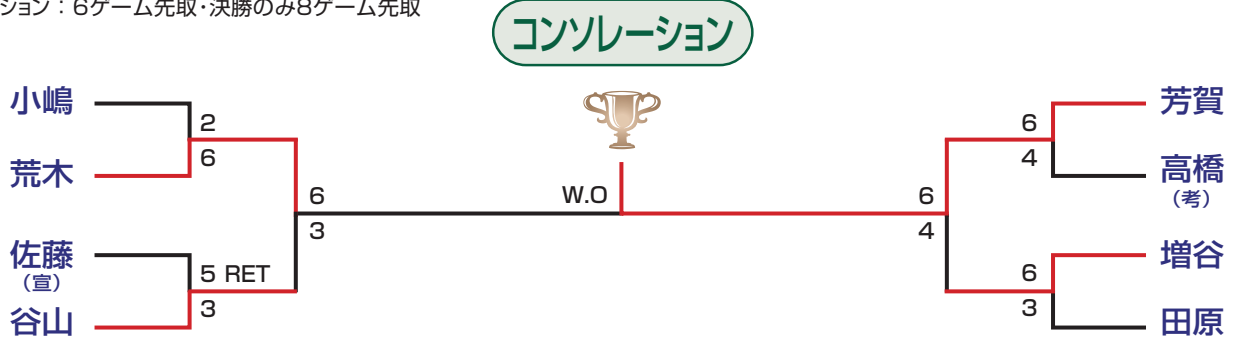 ション：6ゲーム先取・決勝のみ8ゲーム先取
コンソレーション
小嶋
2
6
荒木
6
3
佐藤
（宣）
5 RET
3
谷山
W.O
芳賀
6
4
高橋
（考）
6
4
増谷
6
3
田原